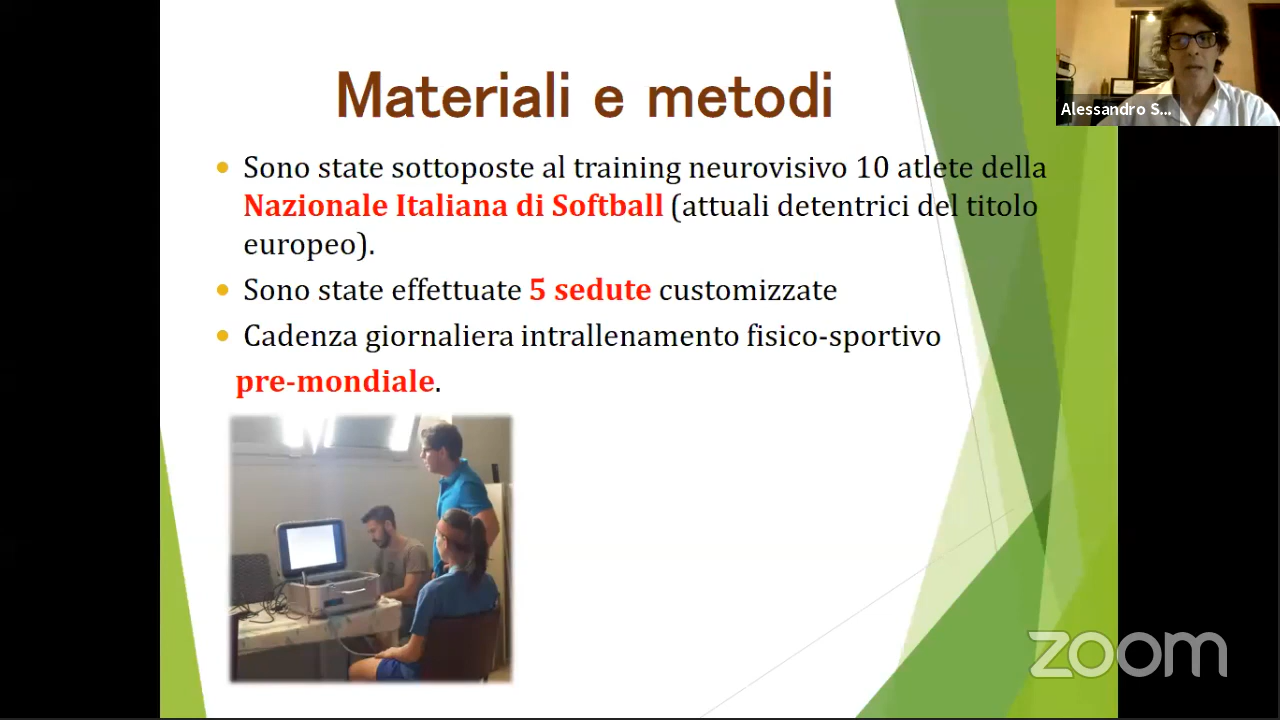 Materiali e metodi
Alessandro S...
Sono state sottoposte al training neurovisivo 10 atlete della
Nazionale Italiana di Softball (attuali detentrici del titolo
europeo).
Sono state effettuate 5 sedute customizzate
Cadenza giornaliera intrallenamento fisico-sportivo
pre-mondiale.
zoom